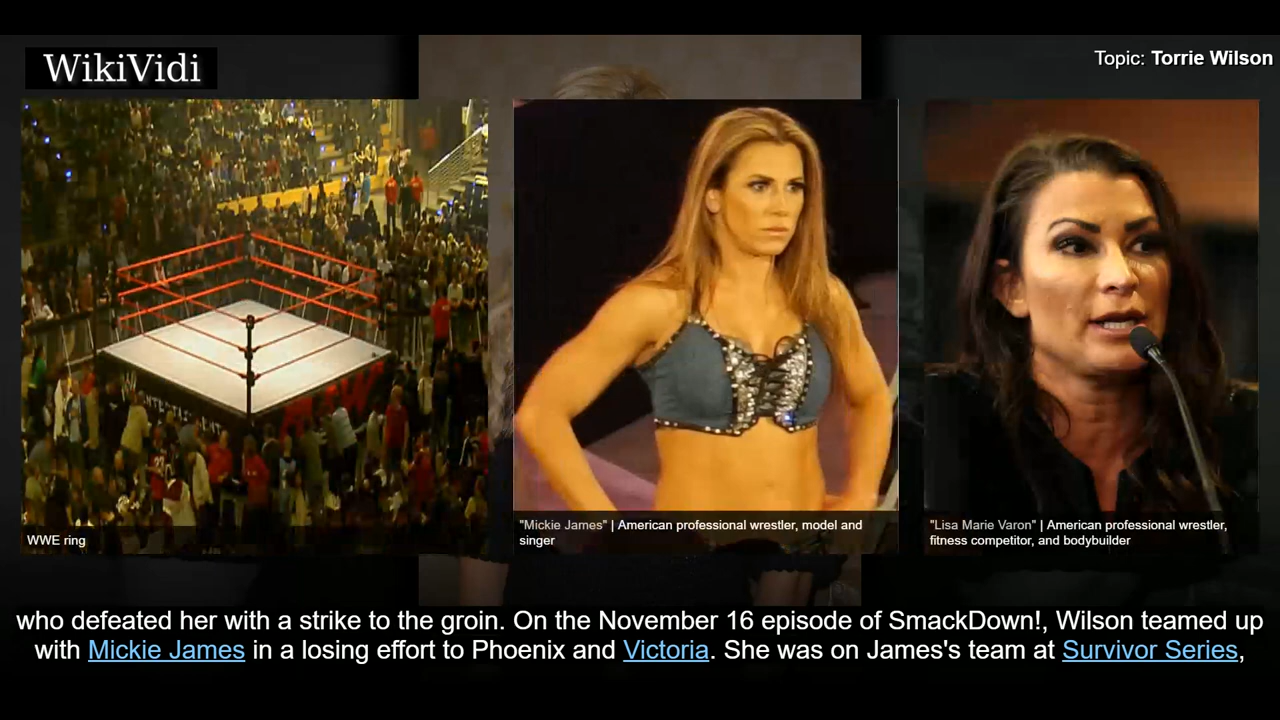 WikiVidi
Topic: Torrie Wilson
WWE ring
"Mickie James" | American professional wrestler, model and
singer
"Lisa Marie Varon" | American professional wrestler,
fitness competitor, and bodybuilder
who defeated her with a strike to the groin. On the November 16 episode of SmackDown!, Wilson teamed up
with Mickie James in a losing effort to Phoenix and Victoria. She was on James's team at Survivor Series,